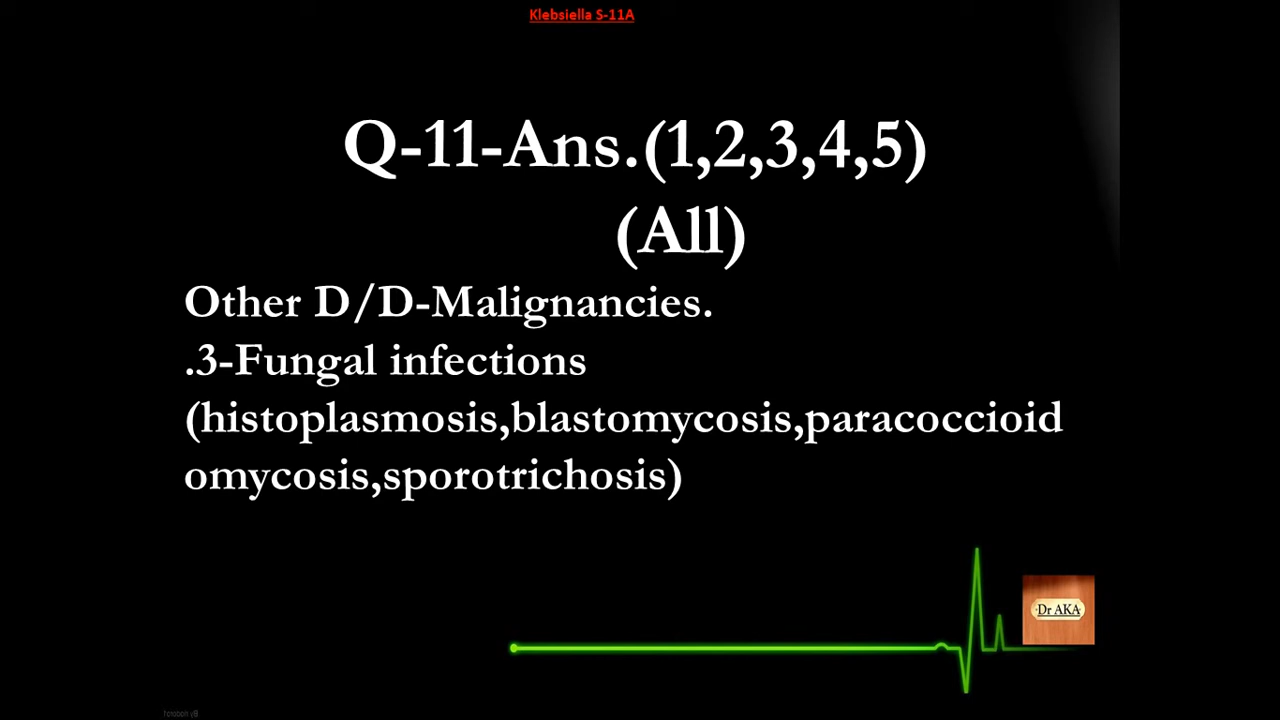 Klebsiella S-11A
Q-11-Ans.(1,2,3,4,5)
(All)
Other D/D-Malignancies.
.3-Fungal infections
(histoplasmosis,blastomycosis,paracoccioid
omycosis,sporotrichosis)
Dr AKA